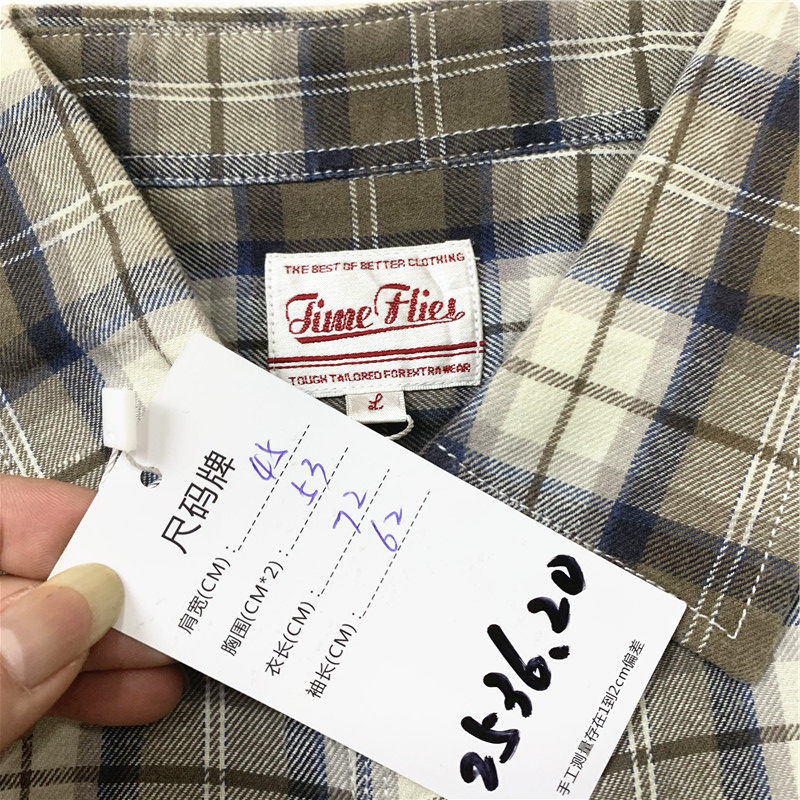 THE BEST OF BETTER CLOTHING
Time Flies
TOUGH TAILORED FOR EXTRA WEAR
L
尺码牌
肩宽(CM)：45
胸围(CM*2)：53
衣长(CM)：72
袖长(CM)：62
2536.20
手工测量存在1到2cm偏差